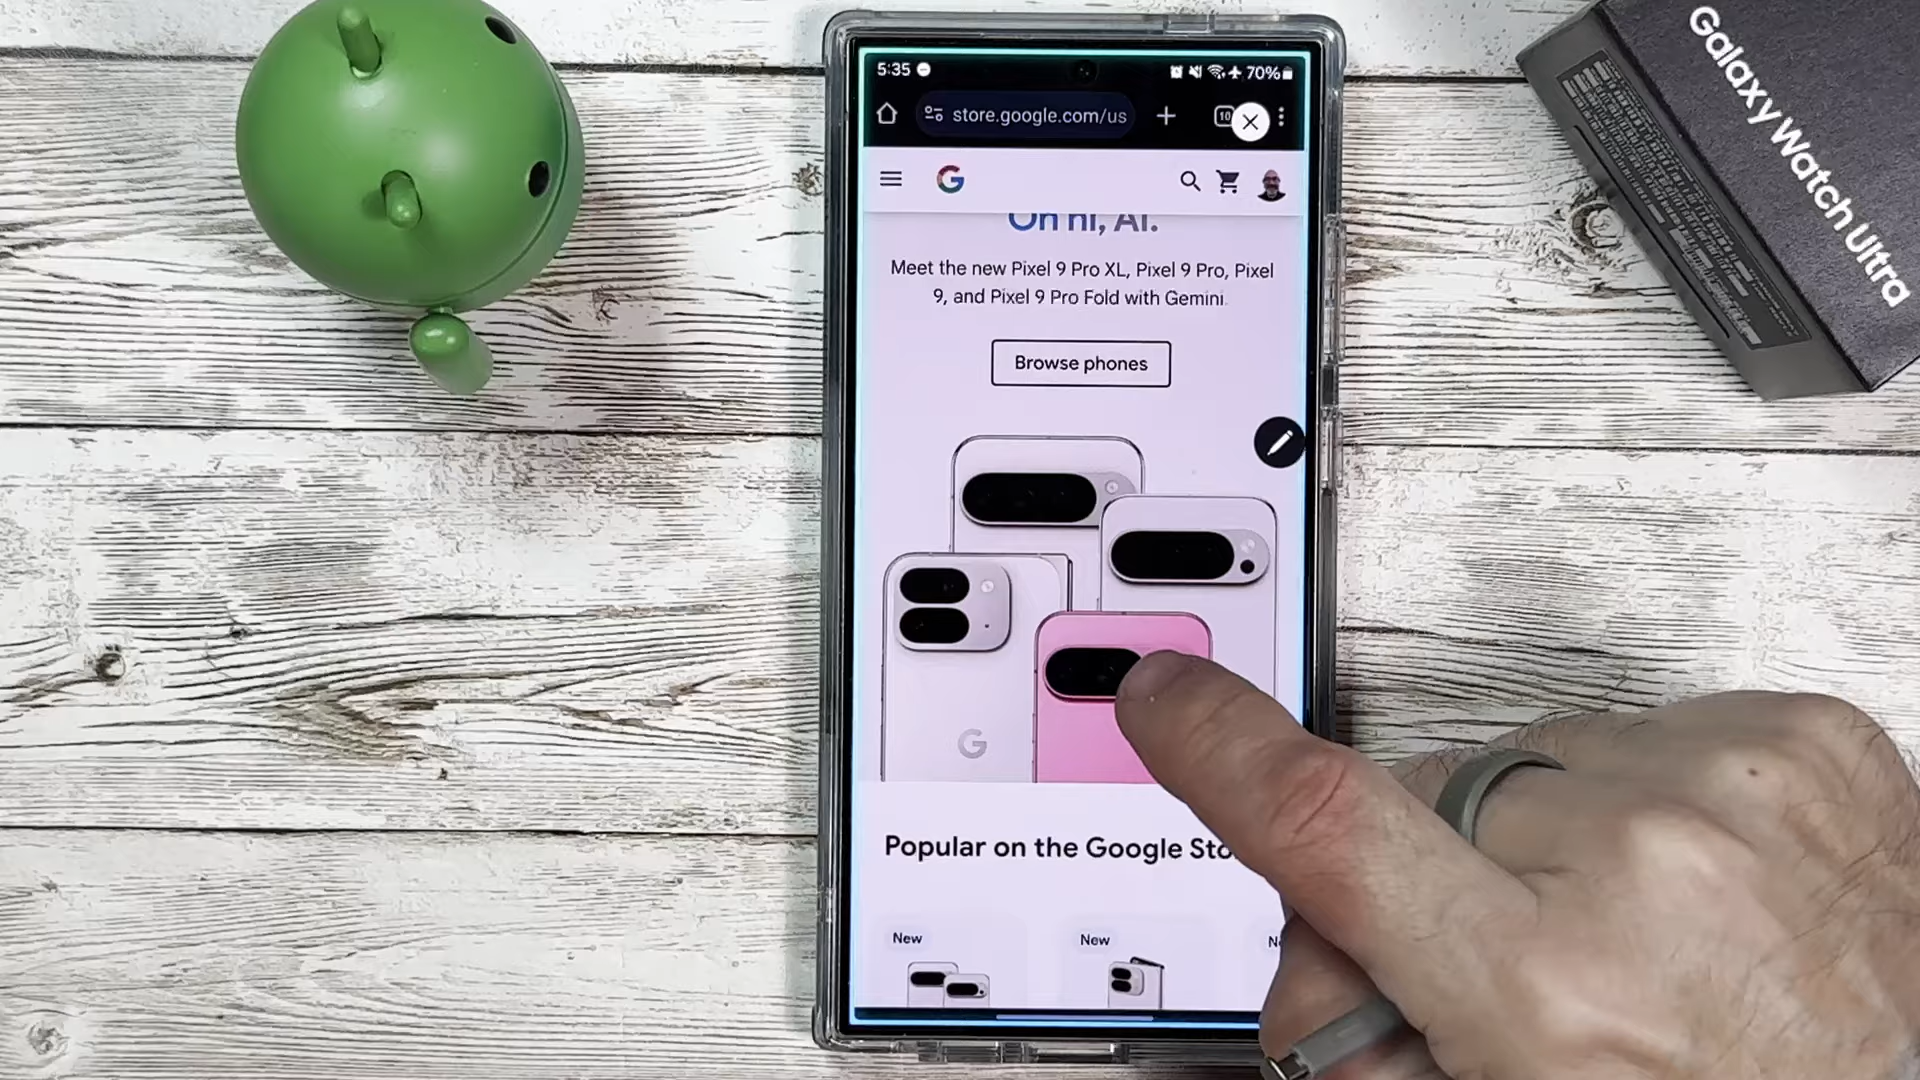 5:35
70%
store.google.com/us
10
G
Oh hi, AI.
Meet the new Pixel 9 Pro XL, Pixel 9 Pro, Pixel
9, and Pixel 9 Pro Fold with Gemini.
Browse phones
G
Popular on the Google Sto
New
New
N
Galaxy Watch Ultra